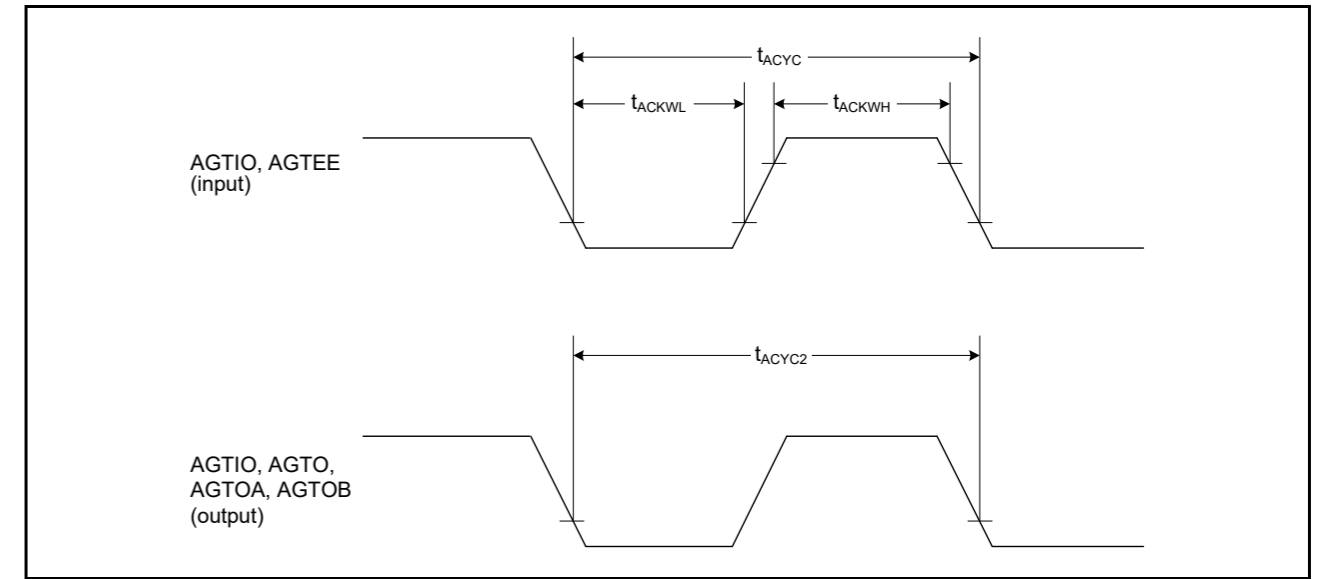 tACYC
tACKWL
tACKWH
AGTIO, AGTEE
(input)
tACYC2
AGTIO, AGTO,
AGTOA, AGTOB
(output)